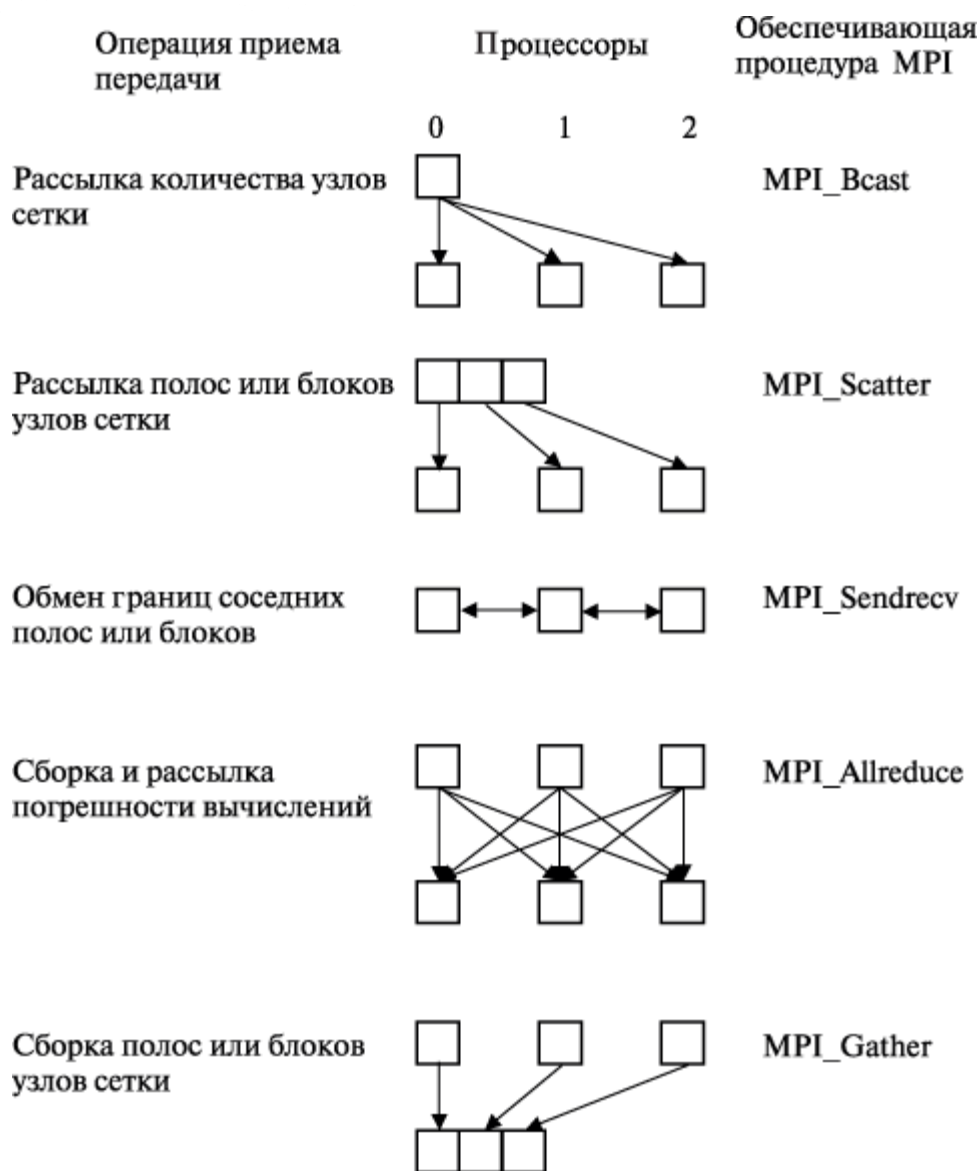 Операция приема
передачи
Процессоры
Обеспечивающая
процедура MPI
0 1 2
Рассылка количества узлов
сетки
MPI_Bcast
Рассылка полос или блоков
узлов сетки
MPI_Scatter
Обмен границ соседних
полос или блоков
MPI_Sendrecv
Сборка и рассылка
погрешности вычислений
MPI_Allreduce
Сборка полос или блоков
узлов сетки
MPI_Gather